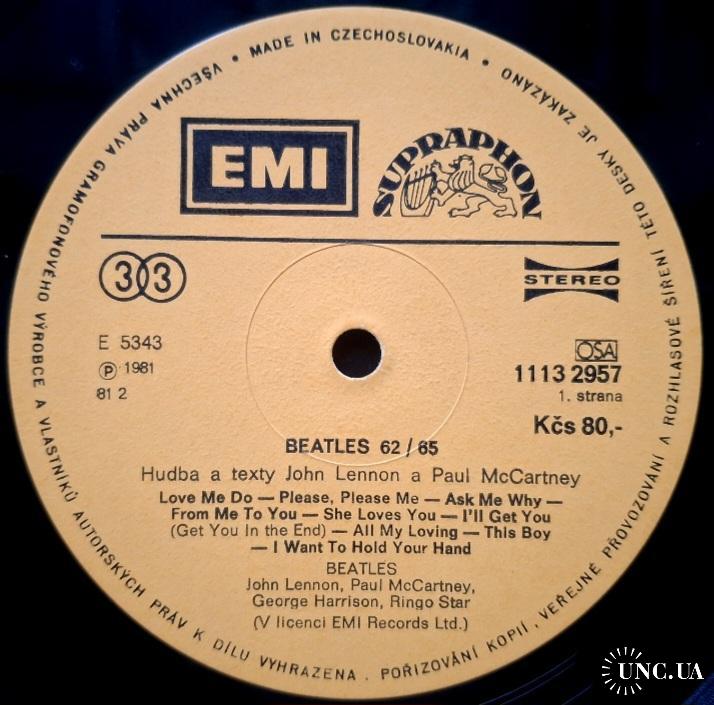 VŠECHNA PRÁVA GRAMOFONOVÉHO VÝROBCE A VLASTNÍKŮ AUTORSKÝCH PRÁV K DÍLU VYHRAZENA. POŘIZOVÁNÍ KOPIÍ, VEŘEJNÉ PROVOZOVÁNÍ A ROZHLASOVÉ ŠÍŘENÍ TÉTO DESKY JE ZAKÁZÁNO • MADE IN CZECHOSLOVAKIA •
EMI
SUPRAPHON
33
STEREO
E 5343
Ⓟ 1981
81 2
OSA
1113 2957
1. strana
Kčs 80,-
BEATLES 62/65
Hudba a texty John Lennon a Paul McCartney
Love Me Do — Please, Please Me — Ask Me Why —
From Me To You — She Loves You — I'll Get You
(Get You in the End) — All My Loving — This Boy
— I Want To Hold Your Hand
BEATLES
John Lennon, Paul McCartney,
George Harrison, Ringo Star
(V licenci EMI Records Ltd.)
UNC.UA